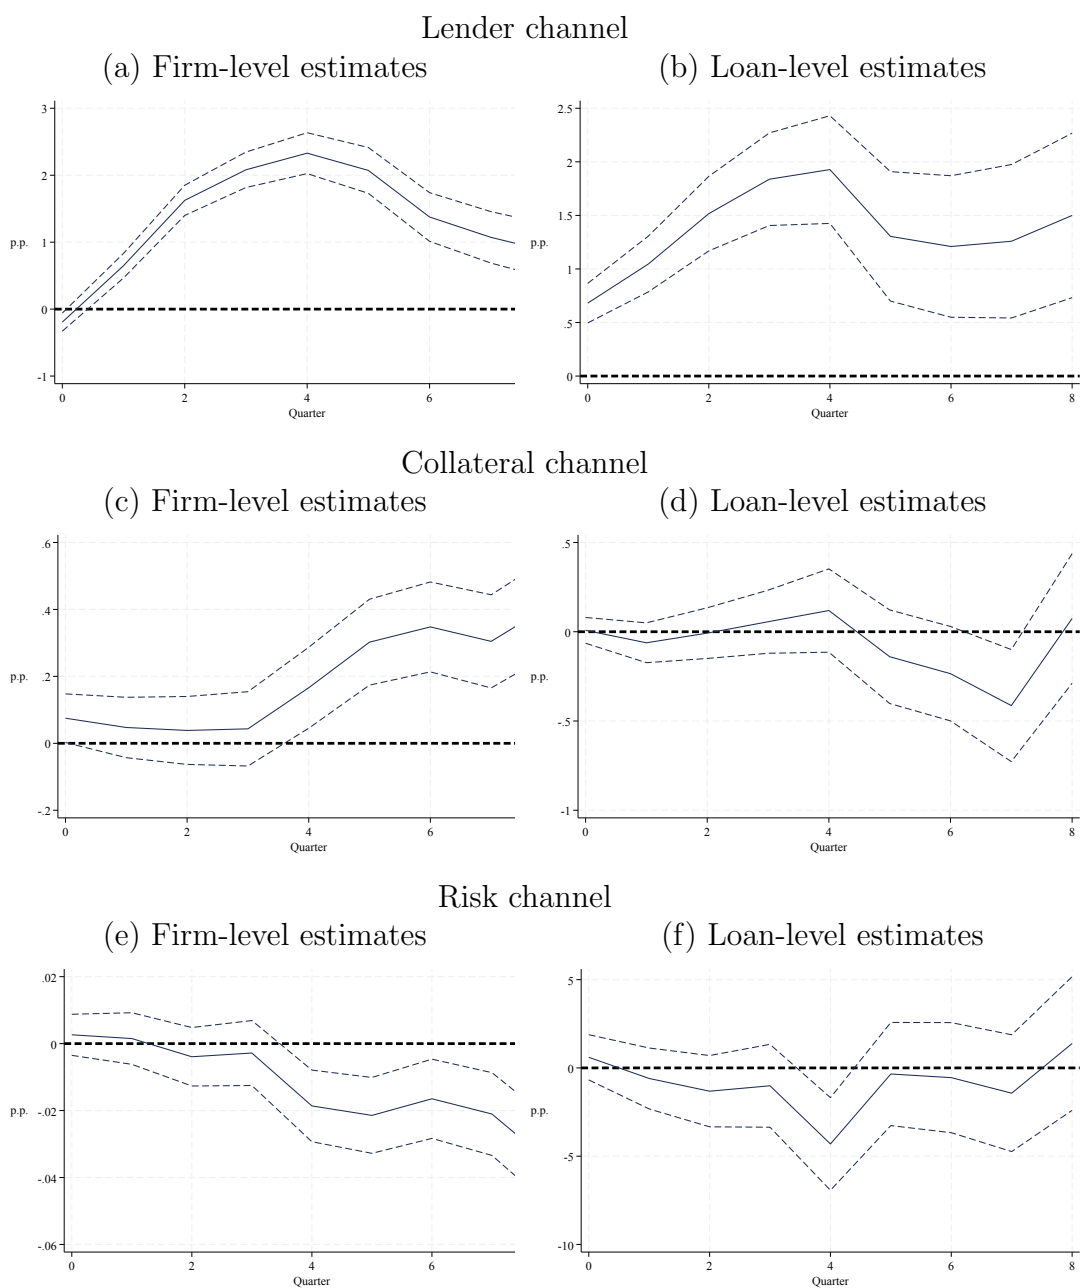 Lender channel
(a) Firm-level estimates
(b) Loan-level estimates
3
2
1
0
-1
p.p.
0 2 4 6
Quarter
2.5
2
1.5
1
.5
0
p.p.
0 2 4 6 8
Quarter
Collateral channel
(c) Firm-level estimates
(d) Loan-level estimates
.6
.4
.2
0
-.2
p.p.
0 2 4 6
Quarter
.5
0
-.5
-1
p.p.
0 2 4 6 8
Quarter
Risk channel
(e) Firm-level estimates
(f) Loan-level estimates
.02
0
-.02
-.04
-.06
p.p.
0 2 4 6
Quarter
5
0
-5
-10
p.p.
0 2 4 6 8
Quarter